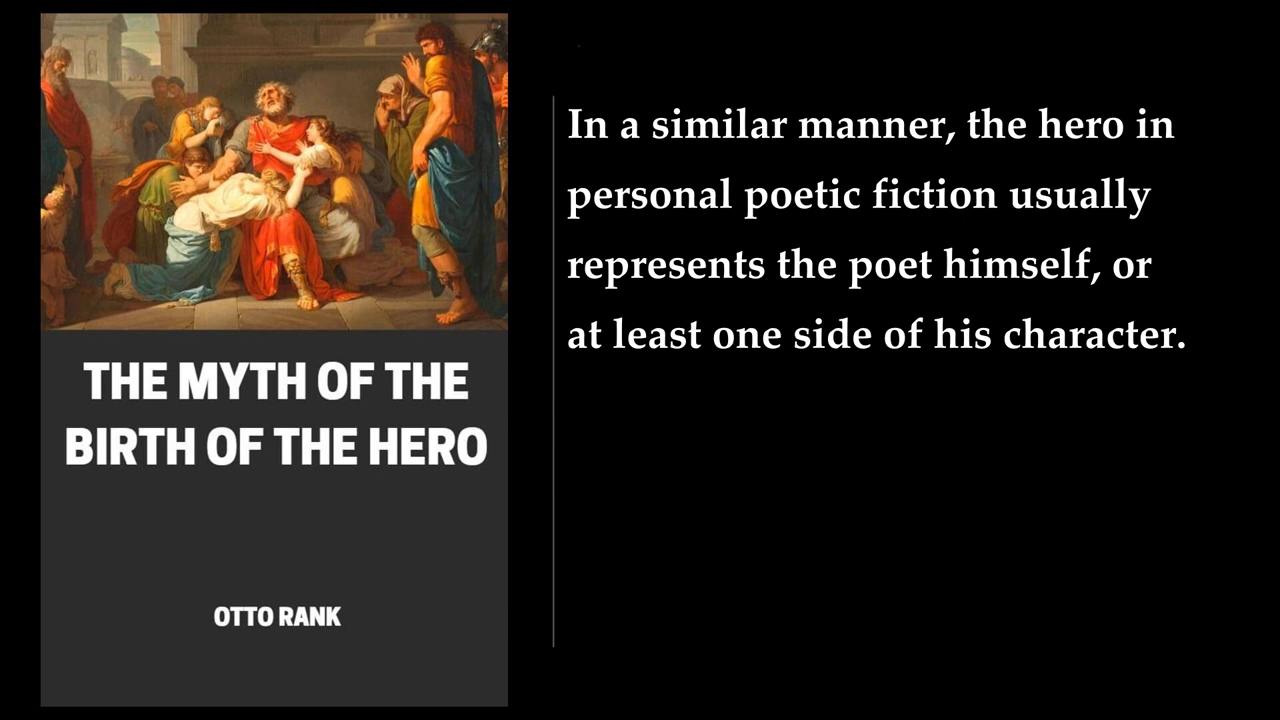 THE MYTH OF THE
BIRTH OF THE HERO
OTTO RANK
In a similar manner, the hero in
personal poetic fiction usually
represents the poet himself, or
at least one side of his character.